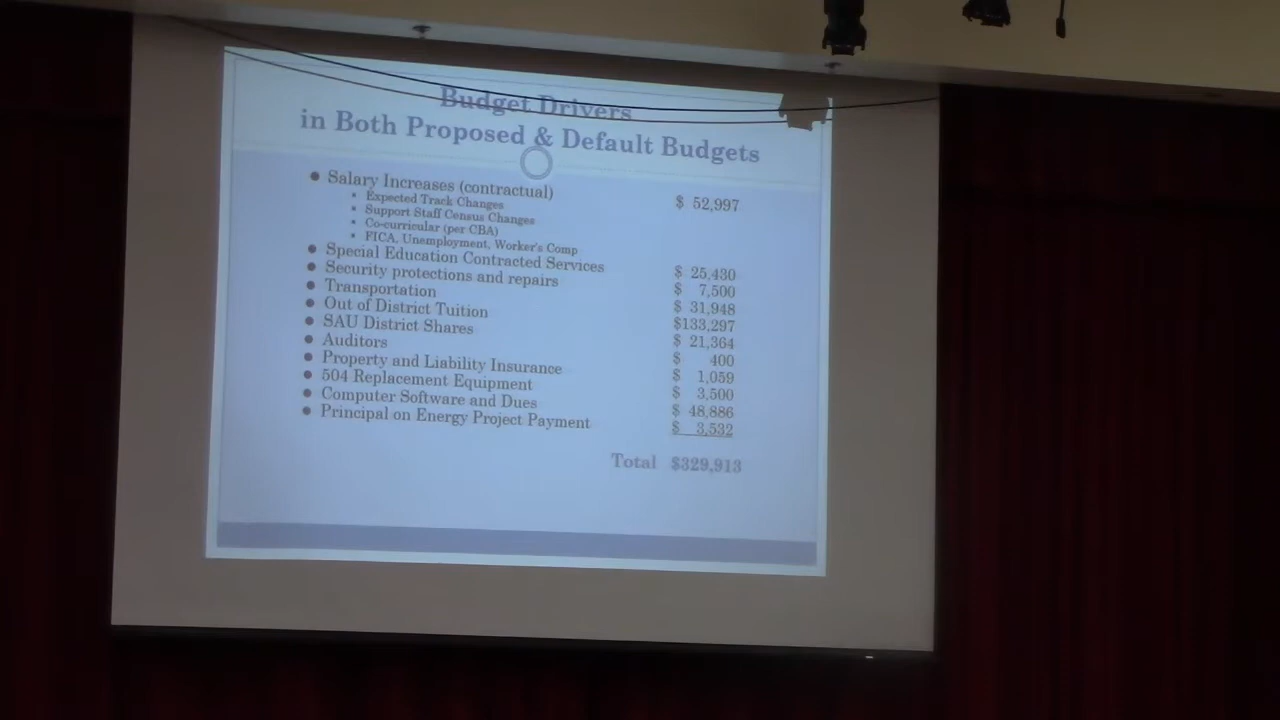 Budget Drivers
in Both Proposed & Default Budgets
• Salary Increases (contractual) $ 52,997
▪ Expected Track Changes
▪ Support Staff Census Changes
▪ Co-curricular (per CBA)
▪ FICA, Unemployment, Worker's Comp
• Special Education Contracted Services $ 25,430
• Security protections and repairs $ 7,500
• Transportation $ 31,948
• Out of District Tuition $133,297
• SAU District Shares $ 21,364
• Auditors $ 400
• Property and Liability Insurance $ 1,059
• 504 Replacement Equipment $ 3,500
• Computer Software and Dues $ 48,886
• Principal on Energy Project Payment $ 3,532
Total $329,913